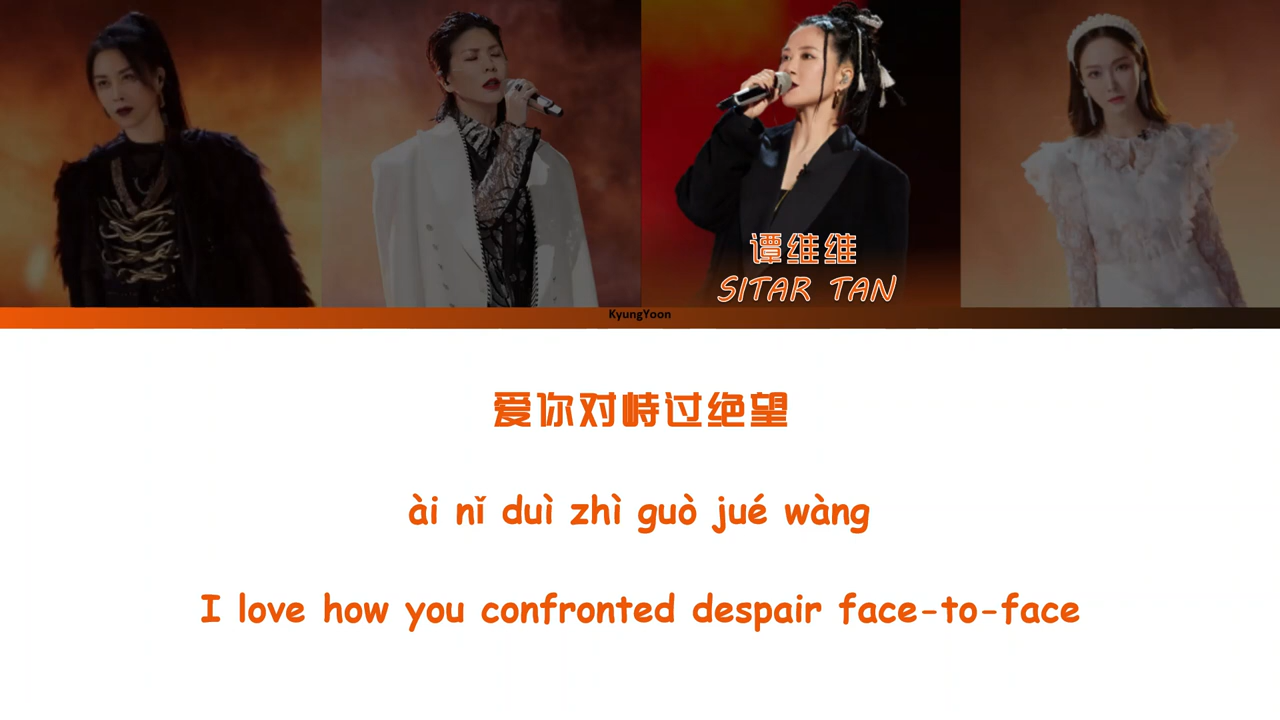 谭维维
SITAR TAN
KyungYoon
爱你对峙过绝望
ài nǐ duì zhì guò jué wàng
I love how you confronted despair face-to-face